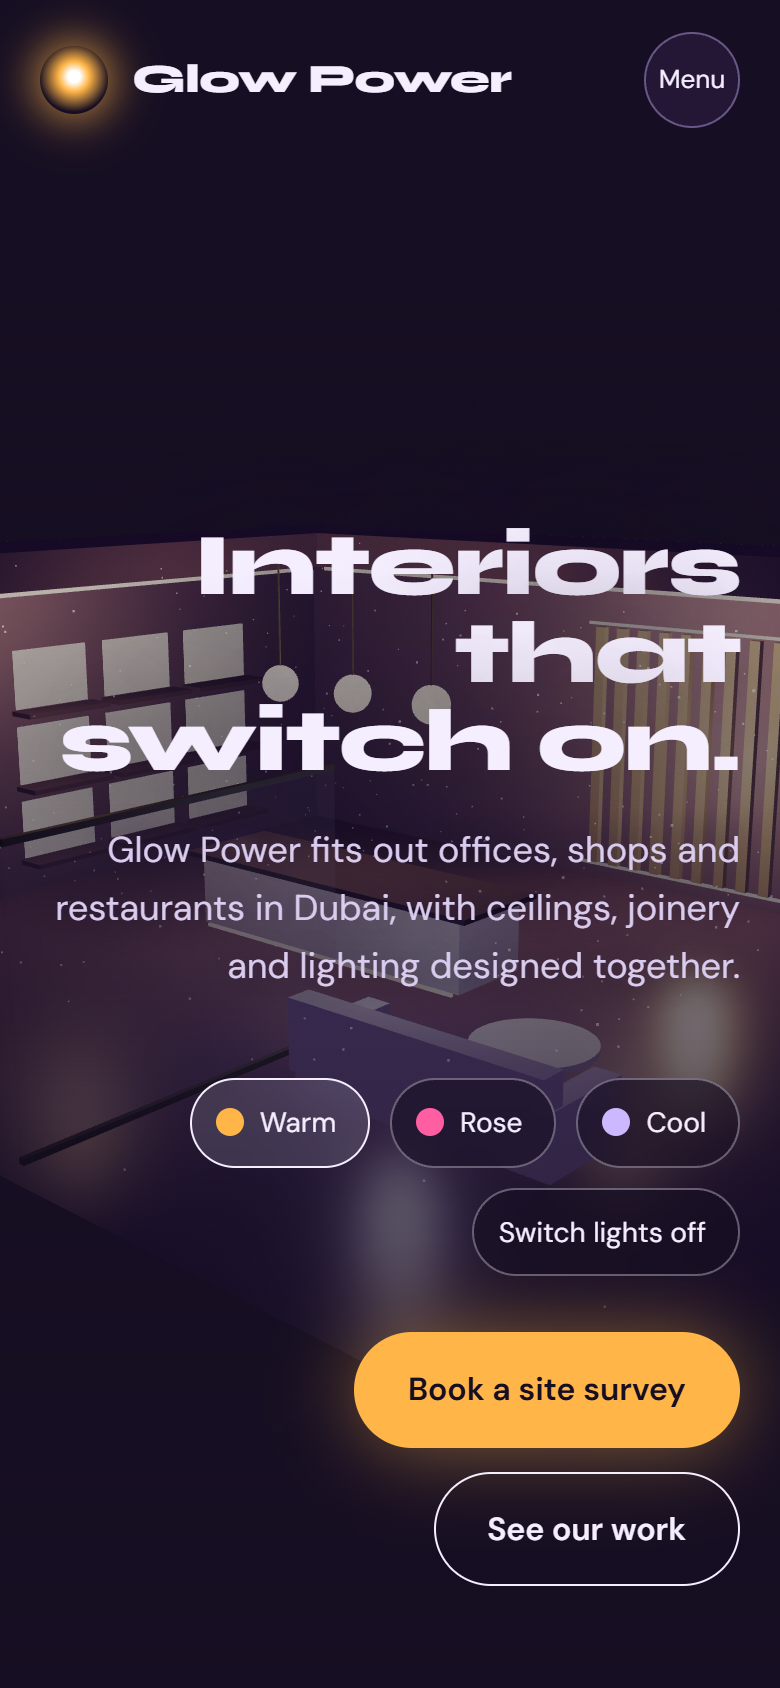 Glow Power
Menu
Interiors
that
switch on.
Glow Power fits out offices, shops and
restaurants in Dubai, with ceilings, joinery
and lighting designed together.
Warm
Rose
Cool
Switch lights off
Book a site survey
See our work